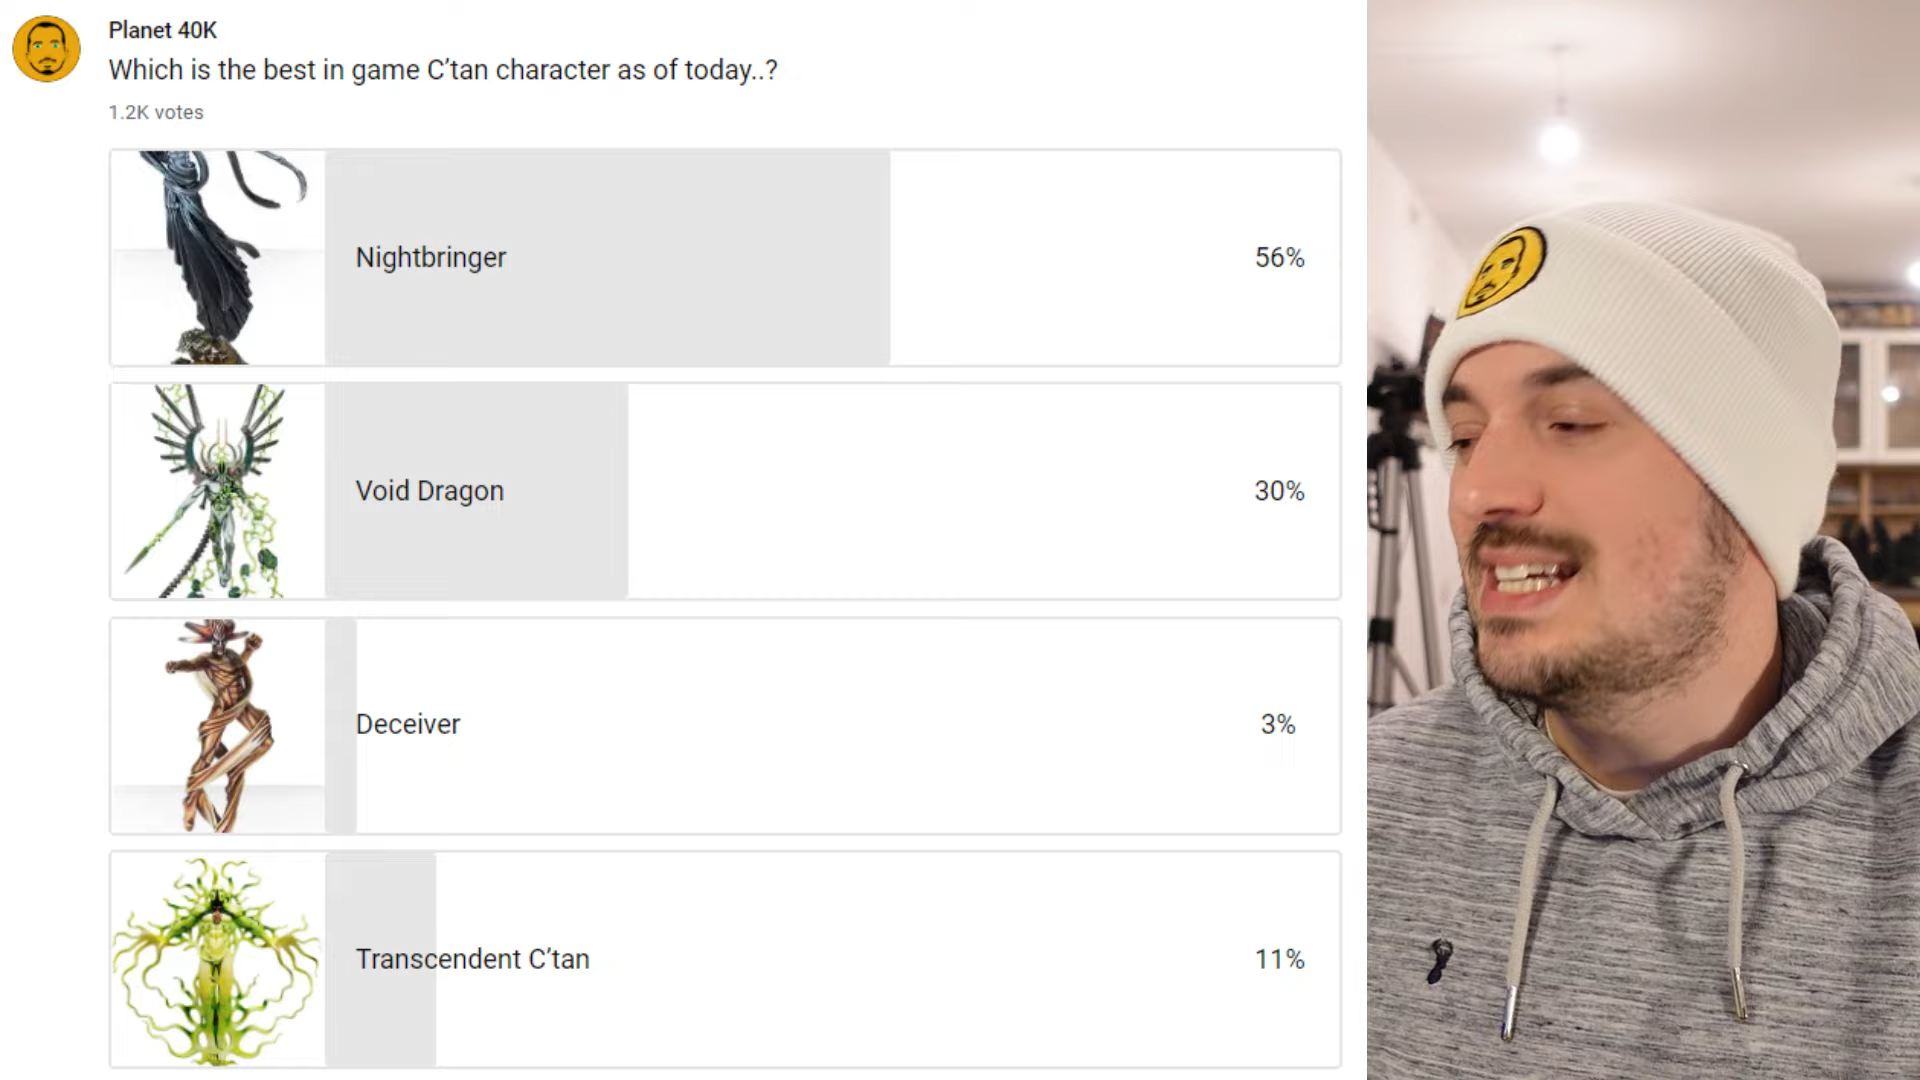 Planet 40K
Which is the best in game C’tan character as of today..?
1.2K votes
Nightbringer 56%
Void Dragon 30%
Deceiver 3%
Transcendent C’tan 11%